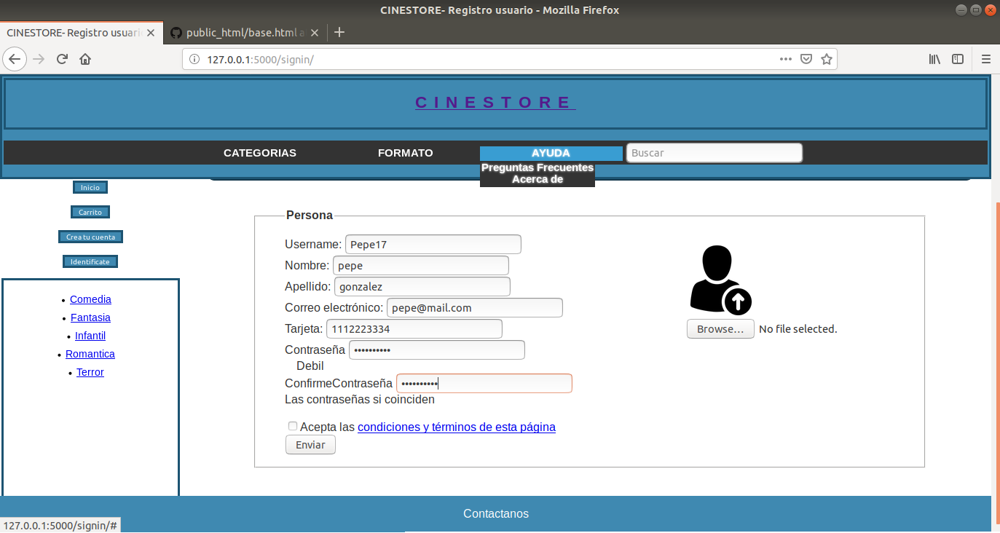 CINESTORE- Registro usuario - Mozilla Firefox
CINESTORE- Registro usuari
public_html/base.html a
127.0.0.1:5000/signin/
CINESTORE
CATEGORIAS FORMATO AYUDA Buscar
Preguntas Frecuentes
Acerca de
Inicio
Carrito
Crea tu cuenta
Identificate
Comedia
Fantasia
Infantil
Romantica
Terror
Persona
Username: Pepe17
Nombre: pepe
Apellido: gonzalez
Correo electrónico: pepe@mail.com
Tarjeta: 1112223334
Contraseña ••••••••••
Debil
ConfirmeContraseña ••••••••••
Las contraseñas si coinciden
Acepta las condiciones y términos de esta página
Enviar
Browse... No file selected.
Contactanos
127.0.0.1:5000/signin/#